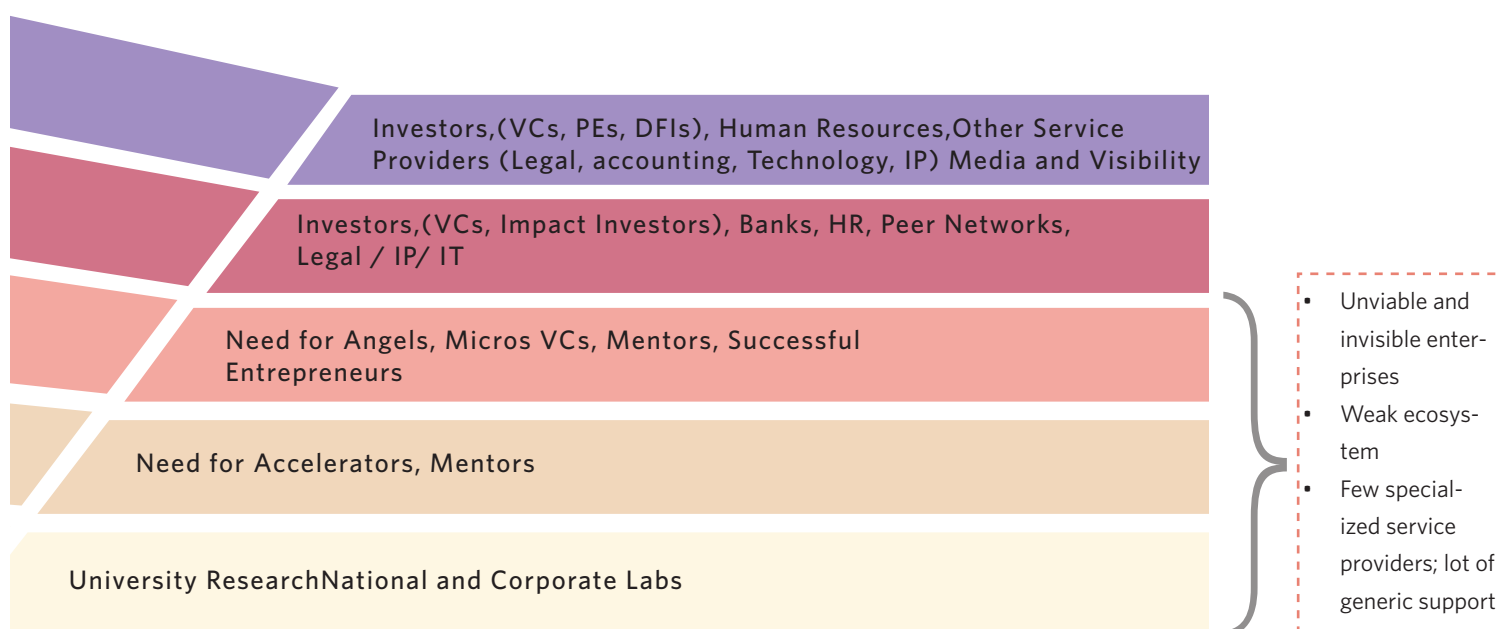 Investors,(VCs, PEs, DFIs), Human Resources,Other Service
Providers (Legal, accounting, Technology, IP) Media and Visibility
Investors,(VCs, Impact Investors), Banks, HR, Peer Networks,
Legal / IP/ IT
Need for Angels, Micros VCs, Mentors, Successful
Entrepreneurs
Need for Accelerators, Mentors
University ResearchNational and Corporate Labs
• Unviable and
invisible enter-
prises
• Weak ecosys-
tem
• Few special-
ized service
providers; lot of
generic support